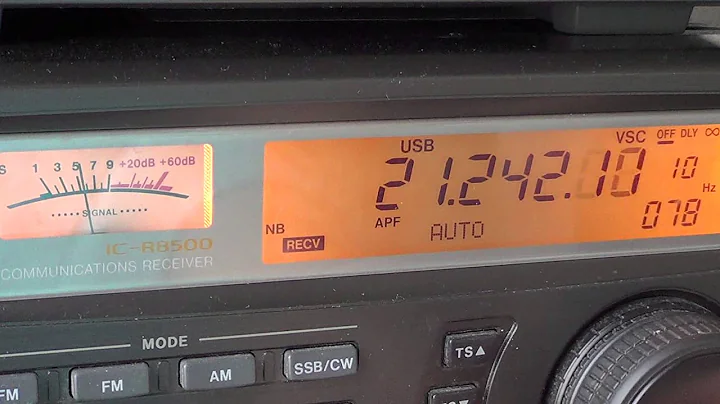 S 1 3 5 7 9 +20dB +60dB
SIGNAL
IC-R8500
COMMUNICATIONS RECEIVER
USB
VSC OFF DLY ∞
21.242.10
10
Hz
NB
APF
AUTO
078
RECV
MODE
FM
FM
AM
SSB/CW
TS▲